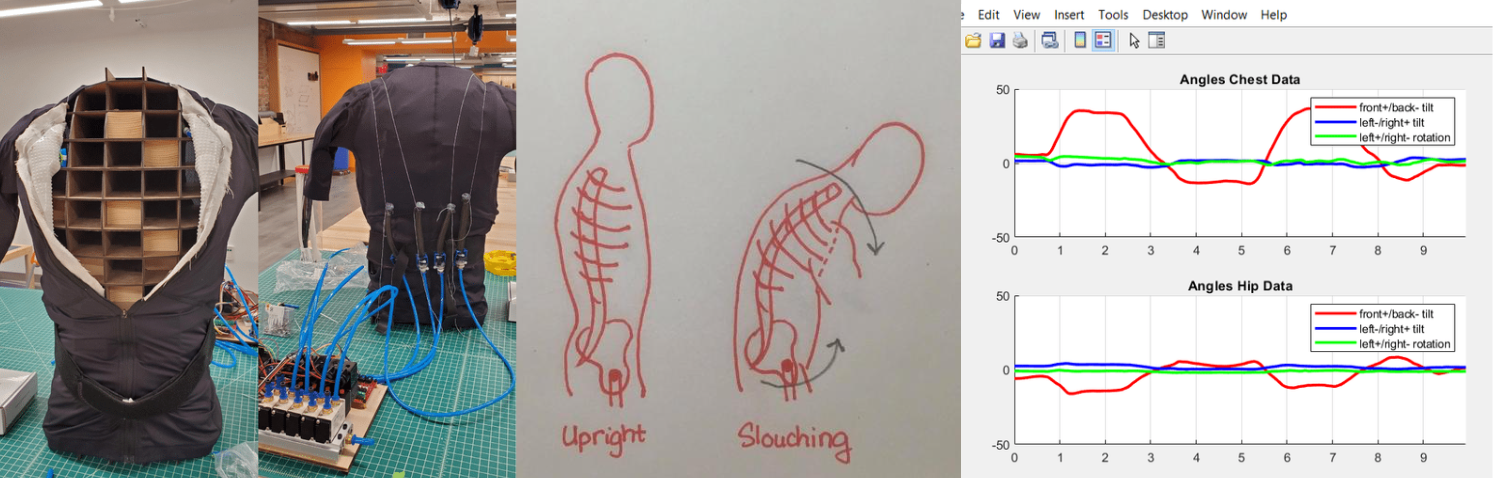 Upright
Slouching
Edit View Insert Tools Desktop Window Help
Angles Chest Data
50
0
-50
front+/back- tilt
left-/right+ tilt
left+/right- rotation
0 1 2 3 4 5 6 7 8 9
Angles Hip Data
50
0
-50
front+/back- tilt
left-/right+ tilt
left+/right- rotation
0 1 2 3 4 5 6 7 8 9